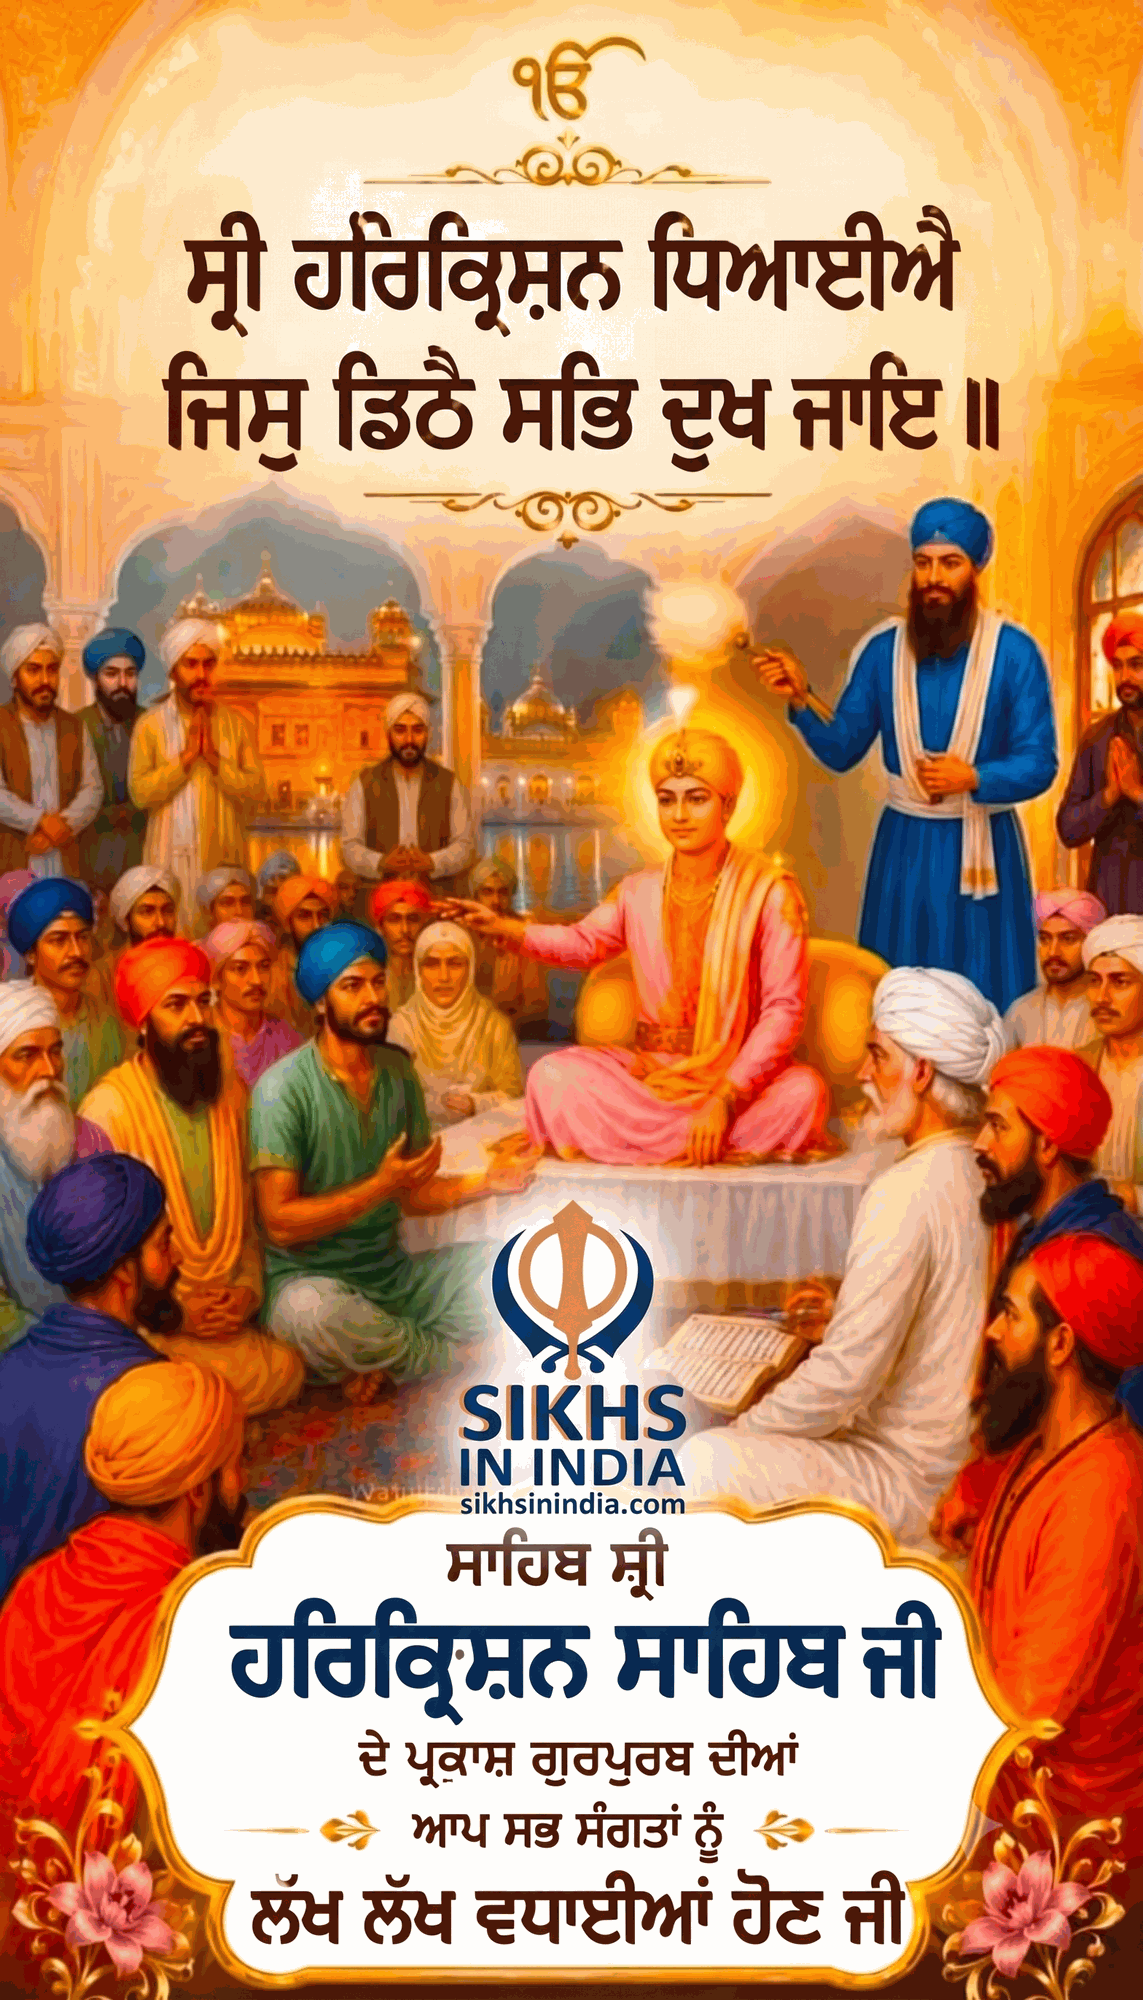 ੴ
ਸ੍ਰੀ ਹਰਿਕ੍ਰਿਸ਼ਨ ਧਿਆਈਐ
ਜਿਸੁ ਡਿਠੈ ਸਭਿ ਦੁਖ ਜਾਇ॥
SIKHS
IN INDIA
sikhsinindia.com
ਸਾਹਿਬ ਸ਼੍ਰੀ
ਹਰਿਕ੍ਰਿਸ਼ਨ ਸਾਹਿਬ ਜੀ
ਦੇ ਪ੍ਰਕਾਸ਼ ਗੁਰਪੁਰਬ ਦੀਆਂ
ਆਪ ਸਭ ਸੰਗਤਾਂ ਨੂੰ
ਲੱਖ ਲੱਖ ਵਧਾਈਆਂ ਹੋਣ ਜੀ